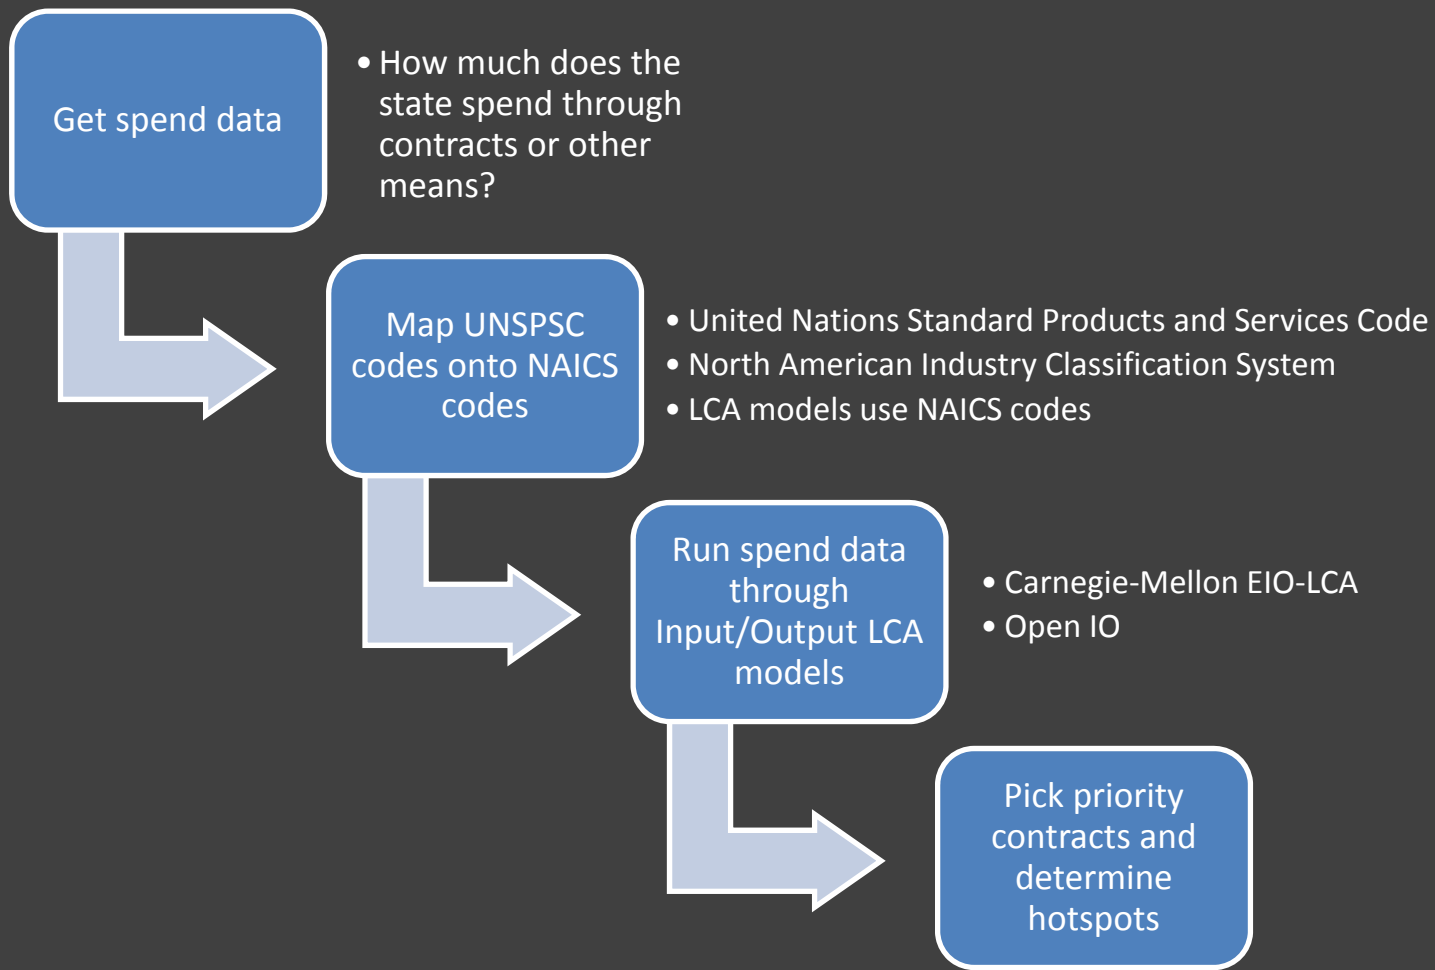 Get spend data
• How much does the
state spend through
contracts or other
means?
Map UNSPSC
codes onto NAICS
codes
• United Nations Standard Products and Services Code
• North American Industry Classification System
• LCA models use NAICS codes
Run spend data
through
Input/Output LCA
models
• Carnegie-Mellon EIO-LCA
• Open IO
Pick priority
contracts and
determine
hotspots